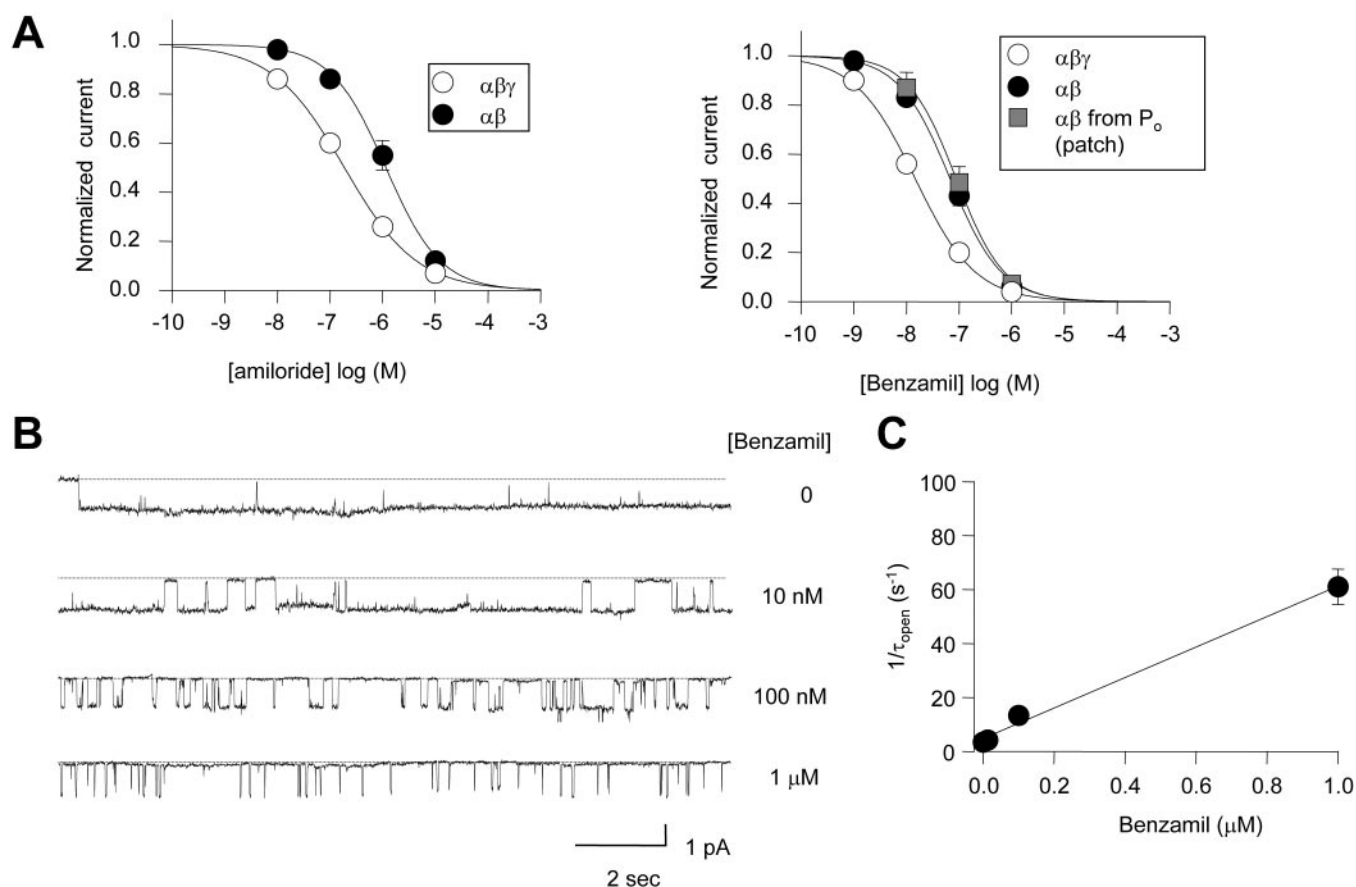 A
Normalized current
1.0
0.8
0.6
0.4
0.2
0.0
-10 -9 -8 -7 -6 -5 -4 -3
[amiloride] log (M)
αβγ
αβ
Normalized current
1.0
0.8
0.6
0.4
0.2
0.0
-10 -9 -8 -7 -6 -5 -4 -3
[Benzamil] log (M)
αβγ
αβ
αβ from Po
(patch)
B
[Benzamil]
0
10 nM
100 nM
1 μM
1 pA
2 sec
C
1/τopen (s-1)
100
80
60
40
20
0
0.0 0.2 0.4 0.6 0.8 1.0
Benzamil (μM)